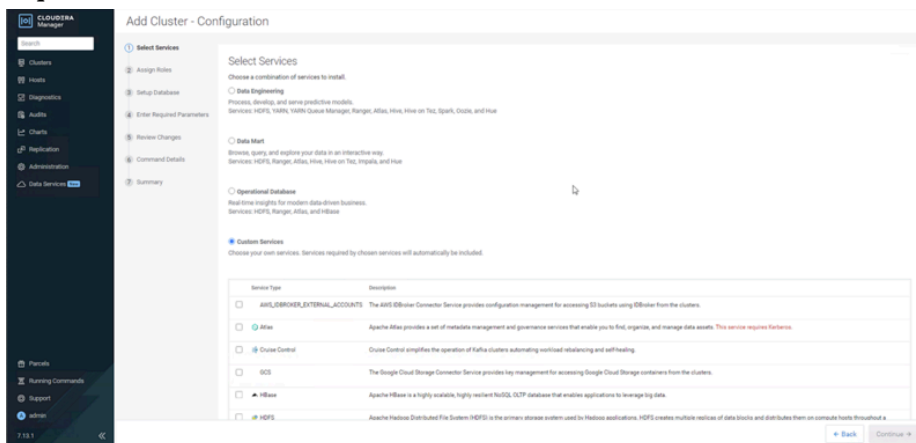 CLOUDERA
Manager
Search
Clusters
Hosts
Diagnostics
Audits
Charts
Replication
Administration
Data Services New
Parcels
Running Commands
Support
admin
7.13.1
Add Cluster - Configuration
1 Select Services
2 Assign Roles
3 Setup Database
4 Enter Required Parameters
5 Review Changes
6 Command Details
7 Summary
Select Services
Choose a combination of services to install.
Data Engineering
Process, develop, and serve predictive models.
Services: HDFS, YARN, YARN Queue Manager, Ranger, Atlas, Hive, Hive on Tez, Spark, Oozie, and Hue
Data Mart
Browse, query, and explore your data in an interactive way.
Services: HDFS, Ranger, Atlas, Hive, Hive on Tez, Impala, and Hue
Operational Database
Real-time insights for modern data-driven business.
Services: HDFS, Ranger, Atlas, and HBase
Custom Services
Choose your own services. Services required by chosen services will automatically be included.
Service Type Description
AWS_IDBROKER_EXTERNAL_ACCOUNTS The AWS IDBroker Connector Service provides configuration management for accessing S3 buckets using IDBroker from the clusters.
Atlas Apache Atlas provides a set of metadata management and governance services that enable you to find, organize, and manage data assets. This service requires Kerberos.
Cruise Control Cruise Control simplifies the operation of Kafka clusters automating workload rebalancing and self-healing.
GCS The Google Cloud Storage Connector Service provides key management for accessing Google Cloud Storage containers from the clusters.
HBase Apache HBase is a highly scalable, highly resilient NoSQL OLTP database that enables applications to leverage big data.
HDFS Apache Hadoop Distributed File System (HDFS) is the primary storage system used by Hadoop applications. HDFS creates multiple replicas of data blocks and distributes them on compute hosts throughout a
← Back Continue →